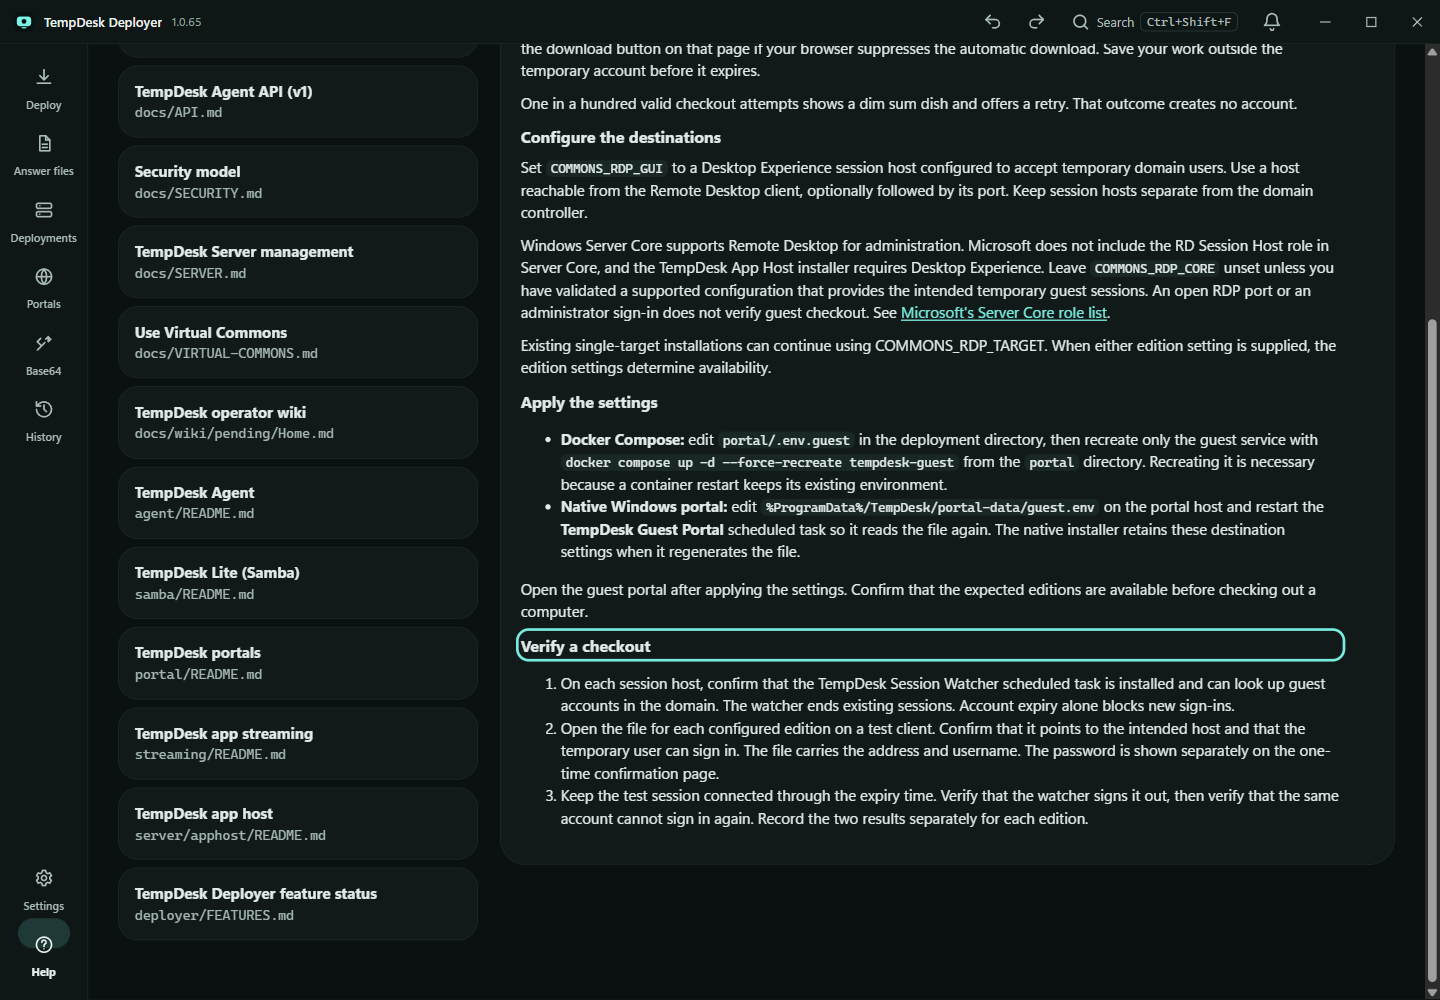 TempDesk Deployer 1.0.65
Search Ctrl+Shift+F
Deploy
Answer files
Deployments
Portals
Base64
History
Settings
Help
TempDesk Agent API (v1)
docs/API.md
Security model
docs/SECURITY.md
TempDesk Server management
docs/SERVER.md
Use Virtual Commons
docs/VIRTUAL-COMMONS.md
TempDesk operator wiki
docs/wiki/pending/Home.md
TempDesk Agent
agent/README.md
TempDesk Lite (Samba)
samba/README.md
TempDesk portals
portal/README.md
TempDesk app streaming
streaming/README.md
TempDesk app host
server/apphost/README.md
TempDesk Deployer feature status
deployer/FEATURES.md
the download button on that page if your browser suppresses the automatic download. Save your work outside the
temporary account before it expires.
One in a hundred valid checkout attempts shows a dim sum dish and offers a retry. That outcome creates no account.
Configure the destinations
Set COMMONS_RDP_GUI to a Desktop Experience session host configured to accept temporary domain users. Use a host
reachable from the Remote Desktop client, optionally followed by its port. Keep session hosts separate from the domain
controller.
Windows Server Core supports Remote Desktop for administration. Microsoft does not include the RD Session Host role in
Server Core, and the TempDesk App Host installer requires Desktop Experience. Leave COMMONS_RDP_CORE unset unless you
have validated a supported configuration that provides the intended temporary guest sessions. An open RDP port or an
administrator sign-in does not verify guest checkout. See Microsoft's Server Core role list.
Existing single-target installations can continue using COMMONS_RDP_TARGET. When either edition setting is supplied, the
edition settings determine availability.
Apply the settings
• Docker Compose: edit portal/.env.guest in the deployment directory, then recreate only the guest service with
docker compose up -d --force-recreate tempdesk-guest from the portal directory. Recreating it is necessary
because a container restart keeps its existing environment.
• Native Windows portal: edit %ProgramData%/TempDesk/portal-data/guest.env on the portal host and restart the
TempDesk Guest Portal scheduled task so it reads the file again. The native installer retains these destination
settings when it regenerates the file.
Open the guest portal after applying the settings. Confirm that the expected editions are available before checking out a
computer.
Verify a checkout
1. On each session host, confirm that the TempDesk Session Watcher scheduled task is installed and can look up guest
accounts in the domain. The watcher ends existing sessions. Account expiry alone blocks new sign-ins.
2. Open the file for each configured edition on a test client. Confirm that it points to the intended host and that the
temporary user can sign in. The file carries the address and username. The password is shown separately on the one-
time confirmation page.
3. Keep the test session connected through the expiry time. Verify that the watcher signs it out, then verify that the same
account cannot sign in again. Record the two results separately for each edition.